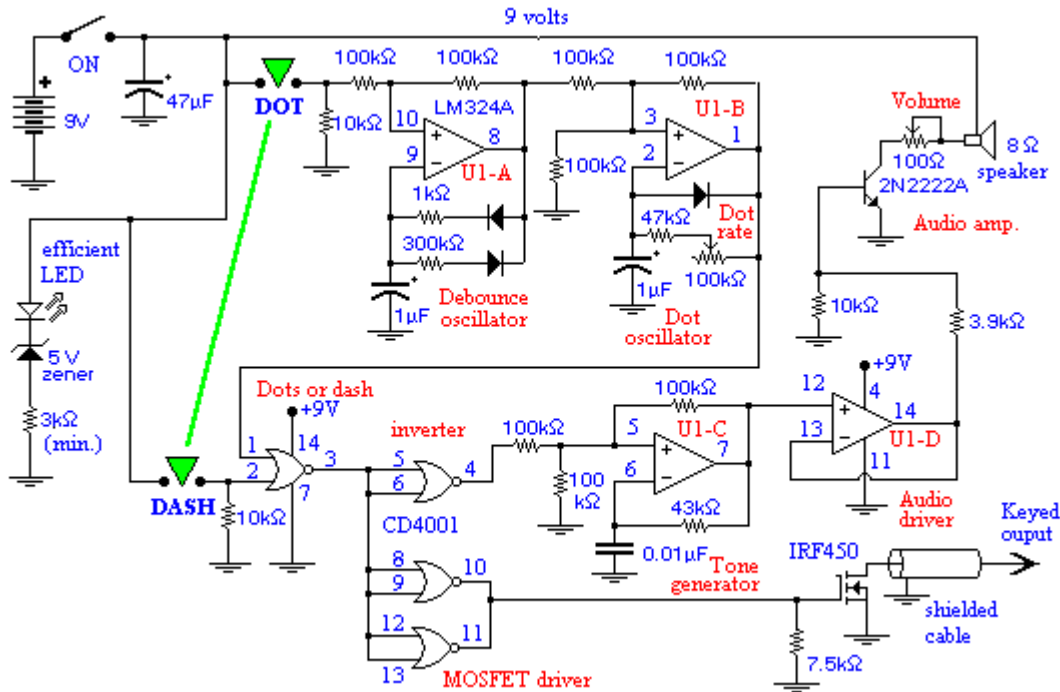 9 volts
ON
47µF
9V
DOT
100kΩ
100kΩ
100kΩ
100kΩ
10kΩ
LM324A
10
9
8
U1-A
1kΩ
300kΩ
1µF
Debounce
oscillator
100kΩ
3
2
1
U1-B
47kΩ
Dot
rate
100kΩ
1µF
Dot
oscillator
Volume
100Ω
2N2222A
8 Ω
speaker
Audio amp.
10kΩ
3.9kΩ
efficient
LED
5 V
zener
3kΩ
(min.)
DASH
10kΩ
Dots or dash
+9V
14
1
2
3
7
inverter
5
6
4
CD4001
8
9
10
12
13
11
MOSFET driver
100kΩ
100
kΩ
100kΩ
5
6
7
U1-C
43kΩ
0.01µF
Tone
generator
+9V
4
12
13
14
U1-D
11
Audio
driver
IRF450
7.5kΩ
Keyed
ouput
shielded
cable